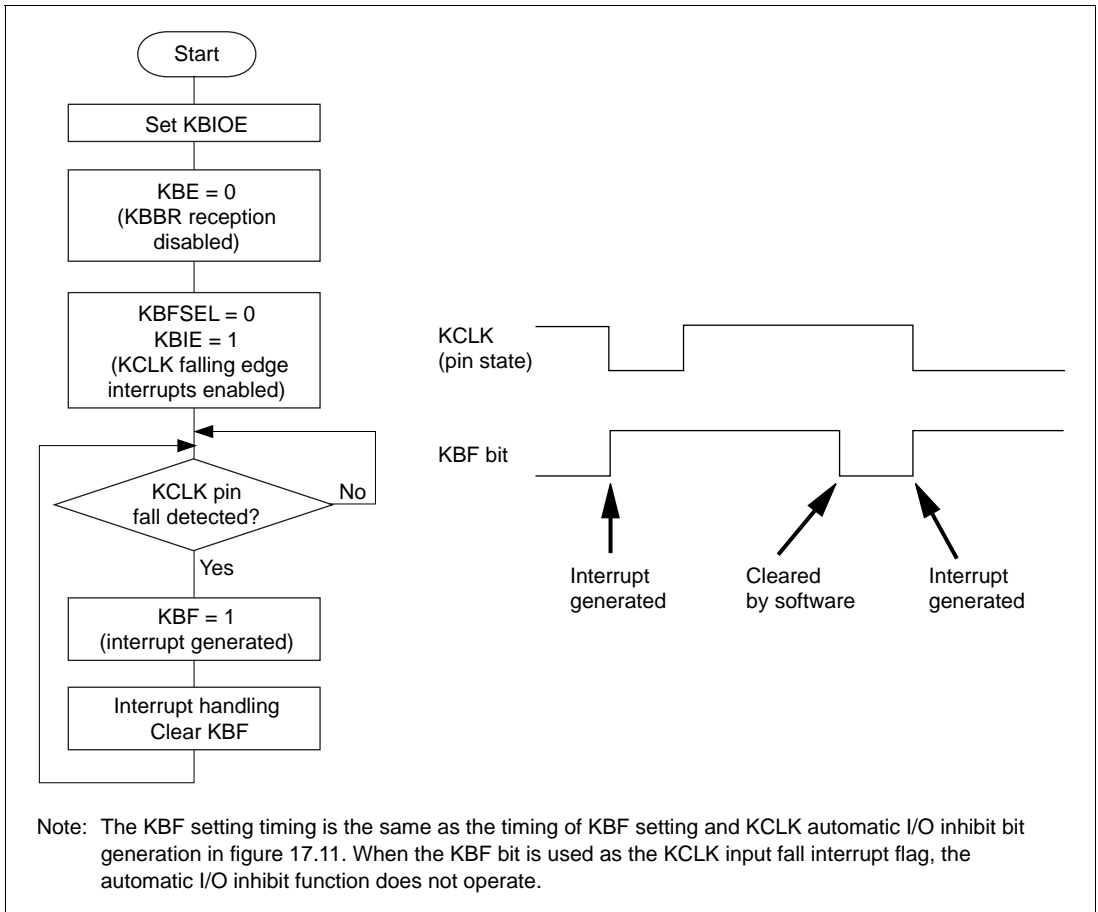 Start
Set KBIOE
KBE = 0
(KBBR reception
disabled)
KBFSEL = 0
KBIE = 1
(KCLK falling edge
interrupts enabled)
KCLK pin
fall detected?
No
Yes
KBF = 1
(interrupt generated)
Interrupt handling
Clear KBF
KCLK
(pin state)
KBF bit
Interrupt
generated
Cleared
by software
Interrupt
generated
Note: The KBF setting timing is the same as the timing of KBF setting and KCLK automatic I/O inhibit bit
generation in figure 17.11. When the KBF bit is used as the KCLK input fall interrupt flag, the
automatic I/O inhibit function does not operate.